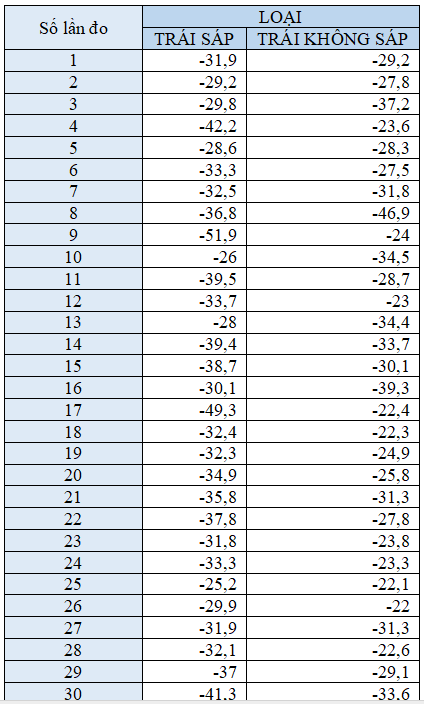 Số lần đo LOẠI
TRÁI SÁP TRÁI KHÔNG SÁP
1 -31,9 -29,2
2 -29,2 -27,8
3 -29,8 -37,2
4 -42,2 -23,6
5 -28,6 -28,3
6 -33,3 -27,5
7 -32,5 -31,8
8 -36,8 -46,9
9 -51,9 -24
10 -26 -34,5
11 -39,5 -28,7
12 -33,7 -23
13 -28 -34,4
14 -39,4 -33,7
15 -38,7 -30,1
16 -30,1 -39,3
17 -49,3 -22,4
18 -32,4 -22,3
19 -32,3 -24,9
20 -34,9 -25,8
21 -35,8 -31,3
22 -37,8 -27,8
23 -31,8 -23,8
24 -33,3 -23,3
25 -25,2 -22,1
26 -29,9 -22
27 -31,9 -31,3
28 -32,1 -22,6
29 -37 -29,1
30 -41,3 -33,6